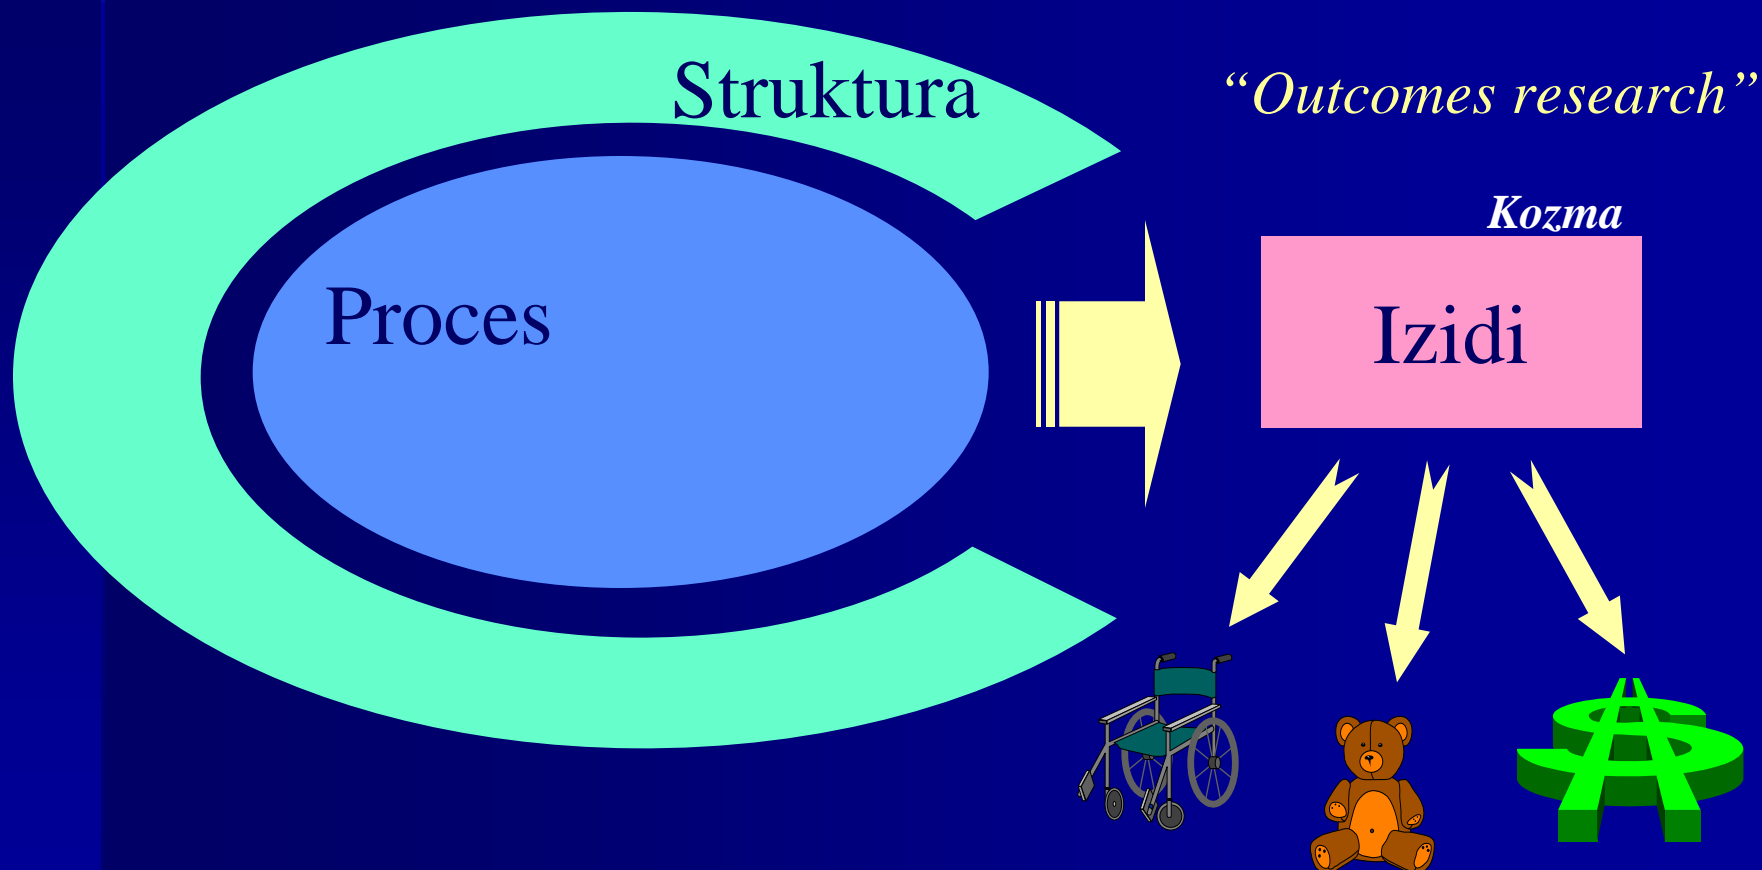 Struktura
“Outcomes research”
Kozma
Proces
Izidi